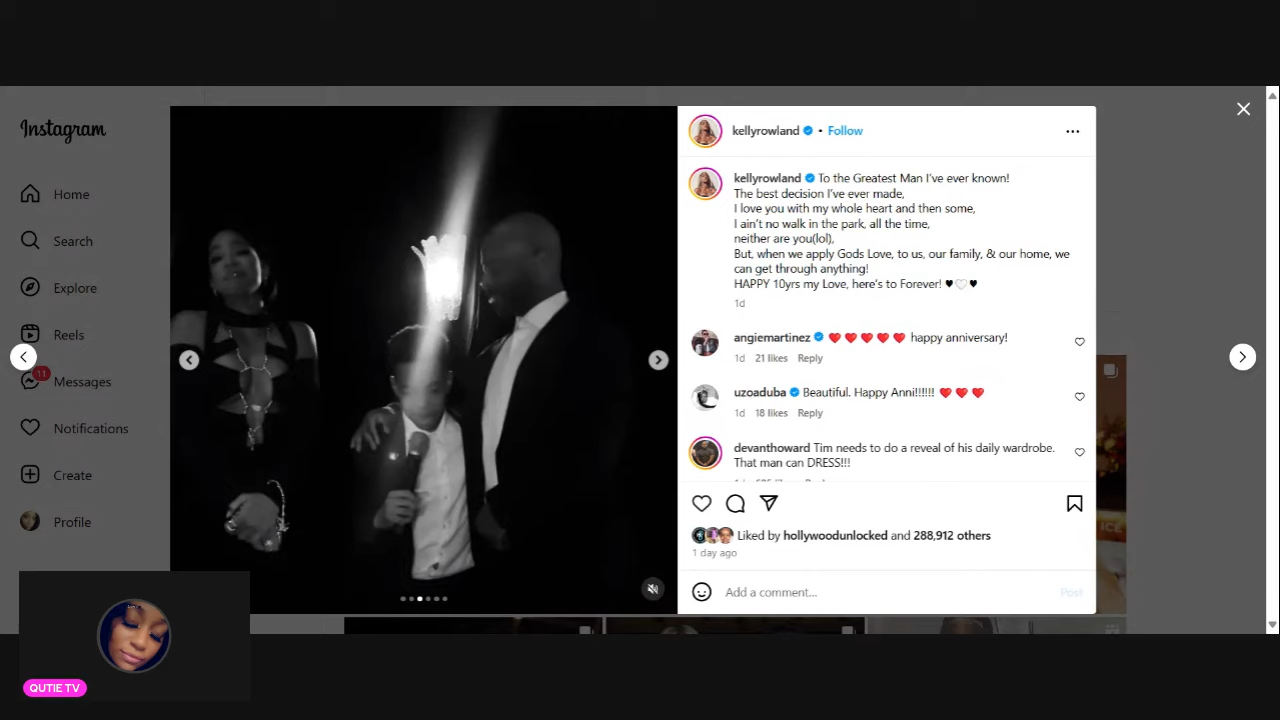 Instagram
Home
Search
Explore
Reels
11
Messages
Notifications
Create
Profile
QUTIE TV
kellyrowland • Follow
kellyrowland To the Greatest Man I've ever known!
The best decision I've ever made,
I love you with my whole heart and then some,
I ain't no walk in the park, all the time,
neither are you(lol),
But, when we apply Gods Love, to us, our family, & our home, we
can get through anything!
HAPPY 10yrs my Love, here's to Forever! ♥🤍♥
1d
angiemartinez ❤️❤️❤️❤️❤️ happy anniversary!
1d 21 likes Reply
uzoaduba Beautiful. Happy Anni!!!!!! ❤️❤️❤️
1d 18 likes Reply
devanthoward Tim needs to do a reveal of his daily wardrobe.
That man can DRESS!!!
Liked by hollywoodunlocked and 288,912 others
1 day ago
Add a comment...
Post
ICE